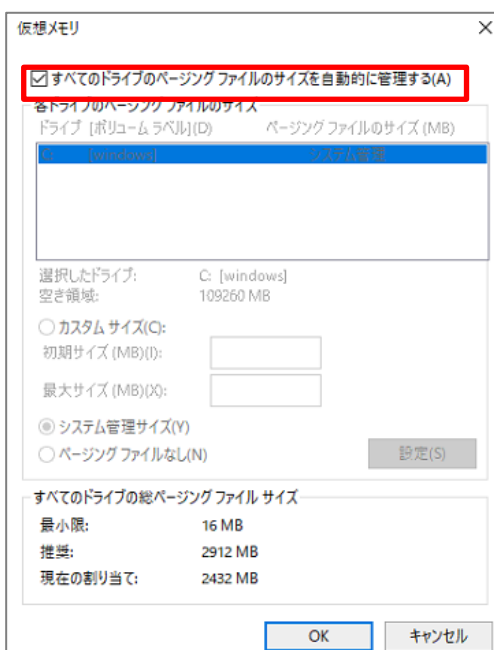 仮想メモリ
すべてのドライブのページング ファイルのサイズを自動的に管理する(A)
各ドライブのページング ファイルのサイズ
ドライブ [ボリューム ラベル](D) ページング ファイルのサイズ (MB)
C: [windows] システム管理
選択したドライブ: C: [windows]
空き領域: 109260 MB
カスタム サイズ(C):
初期サイズ (MB)(I):
最大サイズ (MB)(X):
システム管理サイズ(Y)
ページング ファイルなし(N) 設定(S)
すべてのドライブの総ページング ファイル サイズ
最小限: 16 MB
推奨: 2912 MB
現在の割り当て: 2432 MB
OK キャンセル